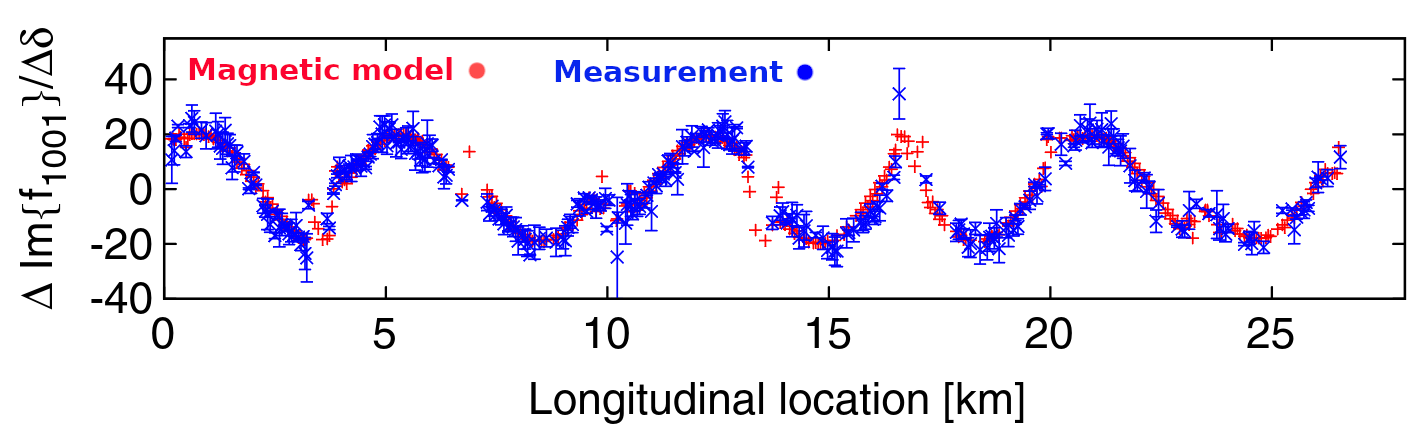 Δ Im{f1001}/Δδ
Magnetic model
Measurement
40
20
0
-20
-40
0 5 10 15 20 25
Longitudinal location [km]